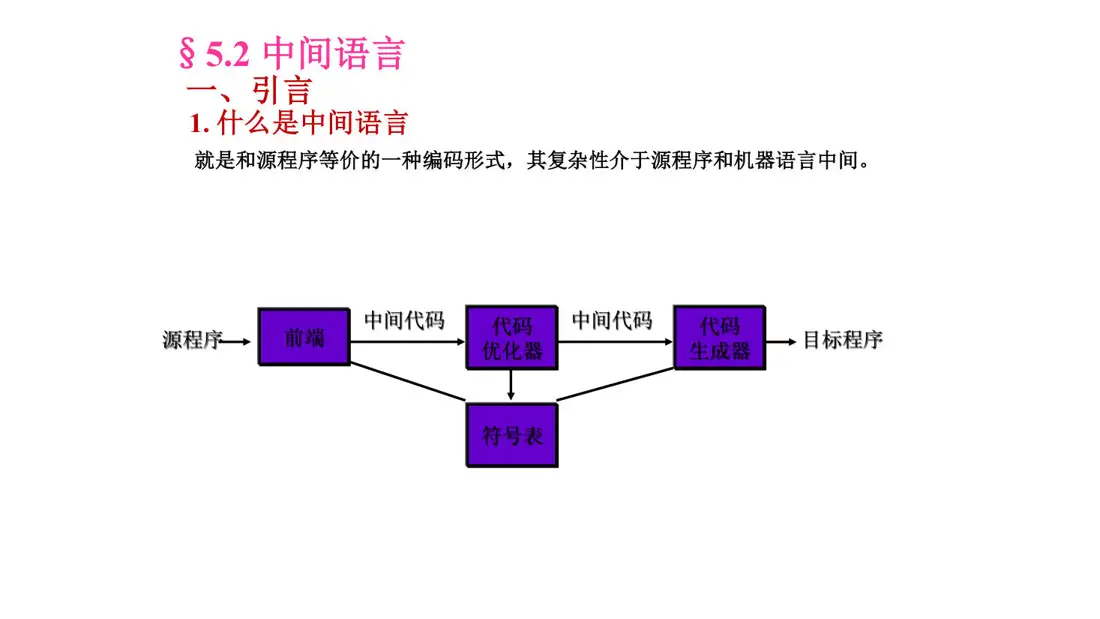 § 5.2 中间语言
一、引言
1. 什么是中间语言
就是和源程序等价的一种编码形式，其复杂性介于源程序和机器语言中间。
源程序
前端
中间代码
代码
优化器
中间代码
代码
生成器
目标程序
符号表